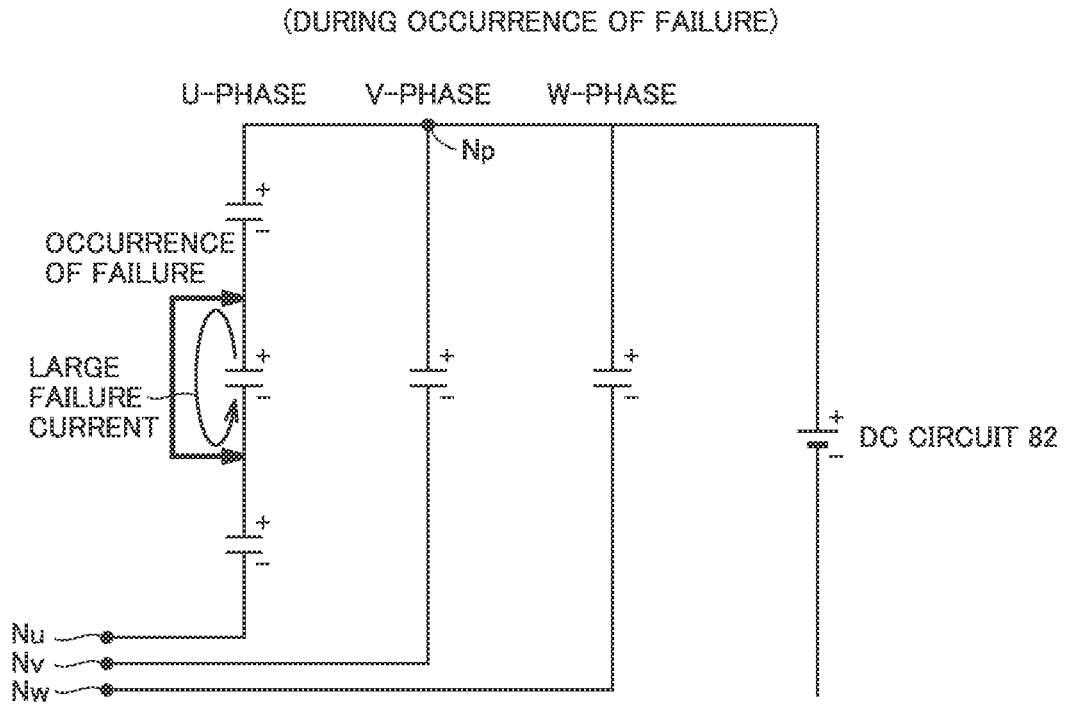 (DURING OCCURRENCE OF FAILURE)
U-PHASE V-PHASE W-PHASE
Np
+
−
OCCURRENCE
OF FAILURE
LARGE
FAILURE
CURRENT
+
−
+
−
+
−
+
−
DC CIRCUIT 82
+
−
Nu
Nv
Nw